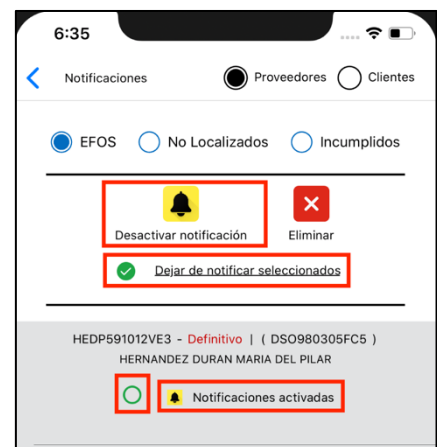 6:35
Notificaciones Proveedores Clientes
EFOS No Localizados Incumplidos
Desactivar notificación Eliminar
Dejar de notificar seleccionados
HEDP591012VE3 - Definitivo | ( DSO980305FC5 )
HERNANDEZ DURAN MARIA DEL PILAR
Notificaciones activadas